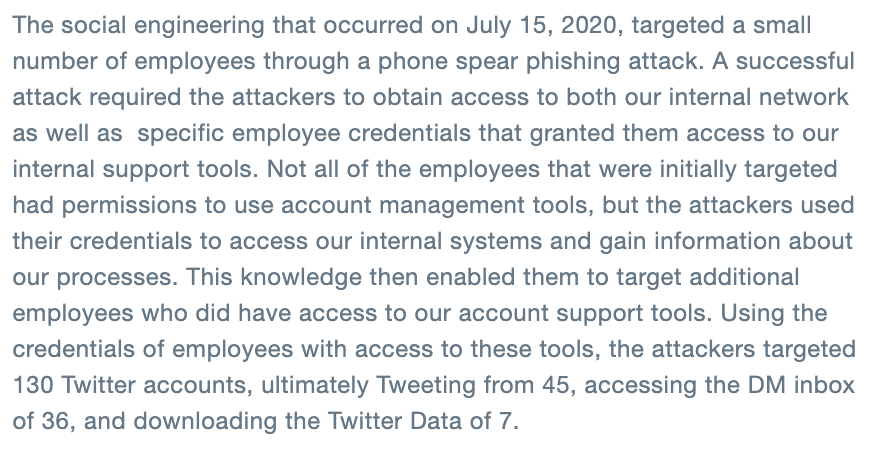 The social engineering that occurred on July 15, 2020, targeted a small
number of employees through a phone spear phishing attack. A successful
attack required the attackers to obtain access to both our internal network
as well as  specific employee credentials that granted them access to our
internal support tools. Not all of the employees that were initially targeted
had permissions to use account management tools, but the attackers used
their credentials to access our internal systems and gain information about
our processes. This knowledge then enabled them to target additional
employees who did have access to our account support tools. Using the
credentials of employees with access to these tools, the attackers targeted
130 Twitter accounts, ultimately Tweeting from 45, accessing the DM inbox
of 36, and downloading the Twitter Data of 7.